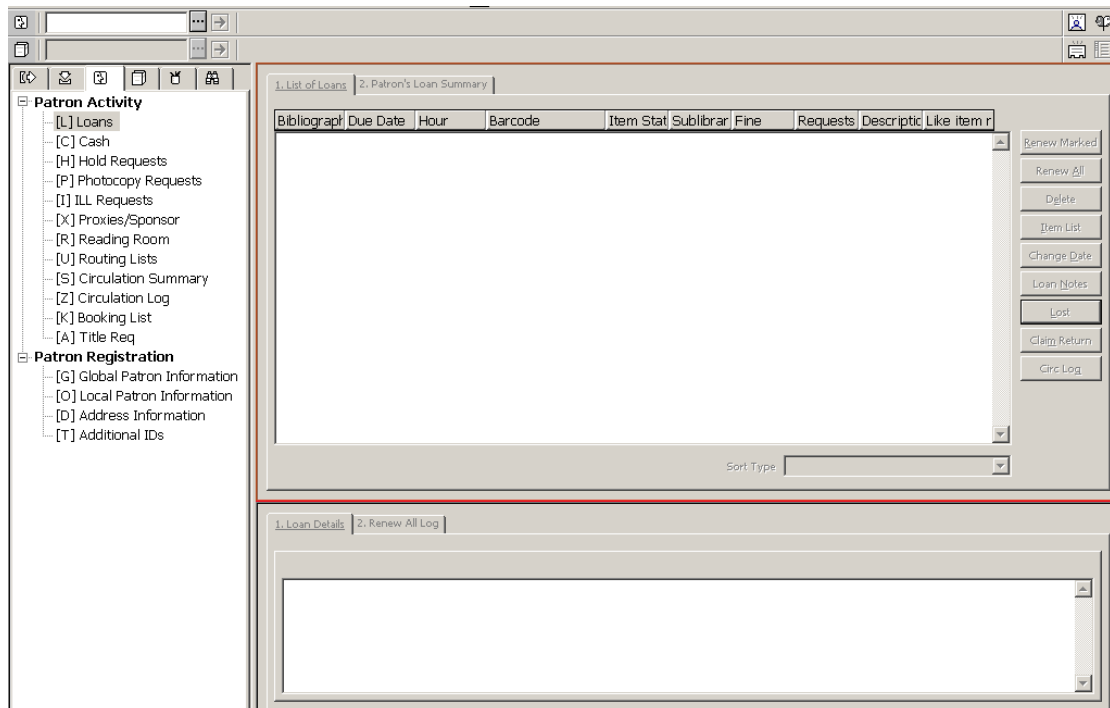 Patron Activity
[L] Loans
[C] Cash
[H] Hold Requests
[P] Photocopy Requests
[I] ILL Requests
[X] Proxies/Sponsor
[R] Reading Room
[U] Routing Lists
[S] Circulation Summary
[Z] Circulation Log
[K] Booking List
[A] Title Req
Patron Registration
[G] Global Patron Information
[O] Local Patron Information
[D] Address Information
[T] Additional IDs
1. List of Loans 2. Patron's Loan Summary
Bibliograph Due Date Hour Barcode Item Stat Sublibrar Fine Requests Descriptic Like item r
Renew Marked
Renew All
Delete
Item List
Change Date
Loan Notes
Lost
Claim Return
Circ Log
Sort Type
1. Loan Details 2. Renew All Log